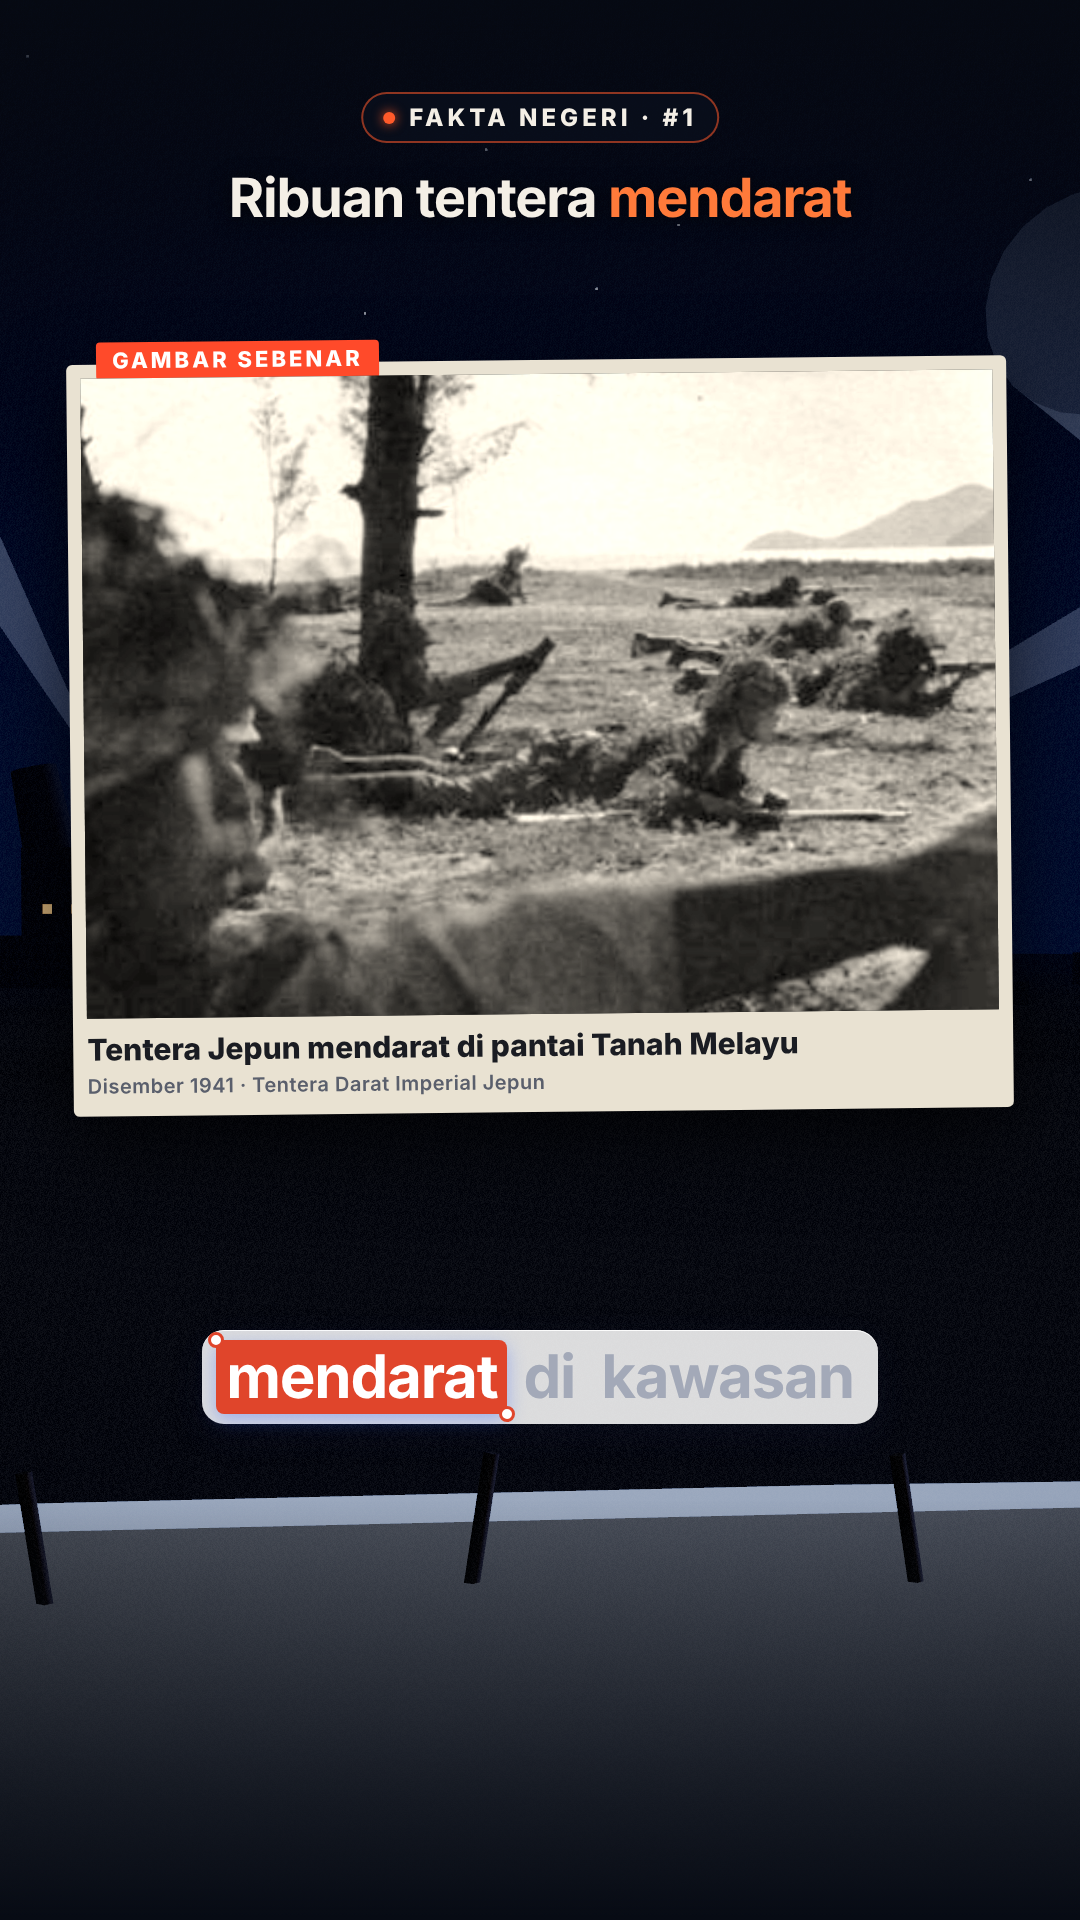 FAKTA NEGERI · #1
Ribuan tentera mendarat
GAMBAR SEBENAR
Tentera Jepun mendarat di pantai Tanah Melayu
Disember 1941 · Tentera Darat Imperial Jepun
mendarat di kawasan